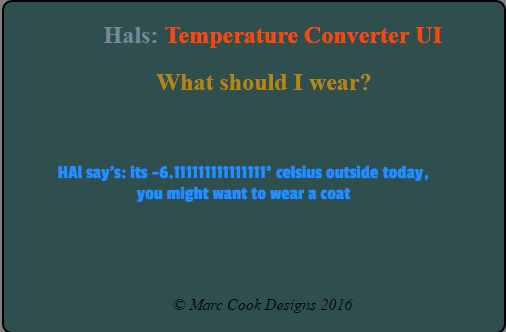 Hals: Temperature Converter UI
What should I wear?
HAl say's: its -6.111111111111111° celsius outside today,
you might want to wear a coat
© Marc Cook Designs 2016